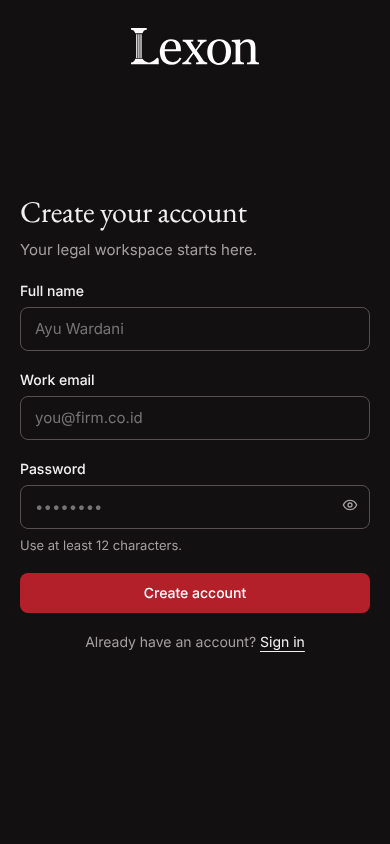 Lexon
Create your account
Your legal workspace starts here.
Full name
Ayu Wardani
Work email
you@firm.co.id
Password
••••••••
Use at least 12 characters.
Create account
Already have an account? Sign in